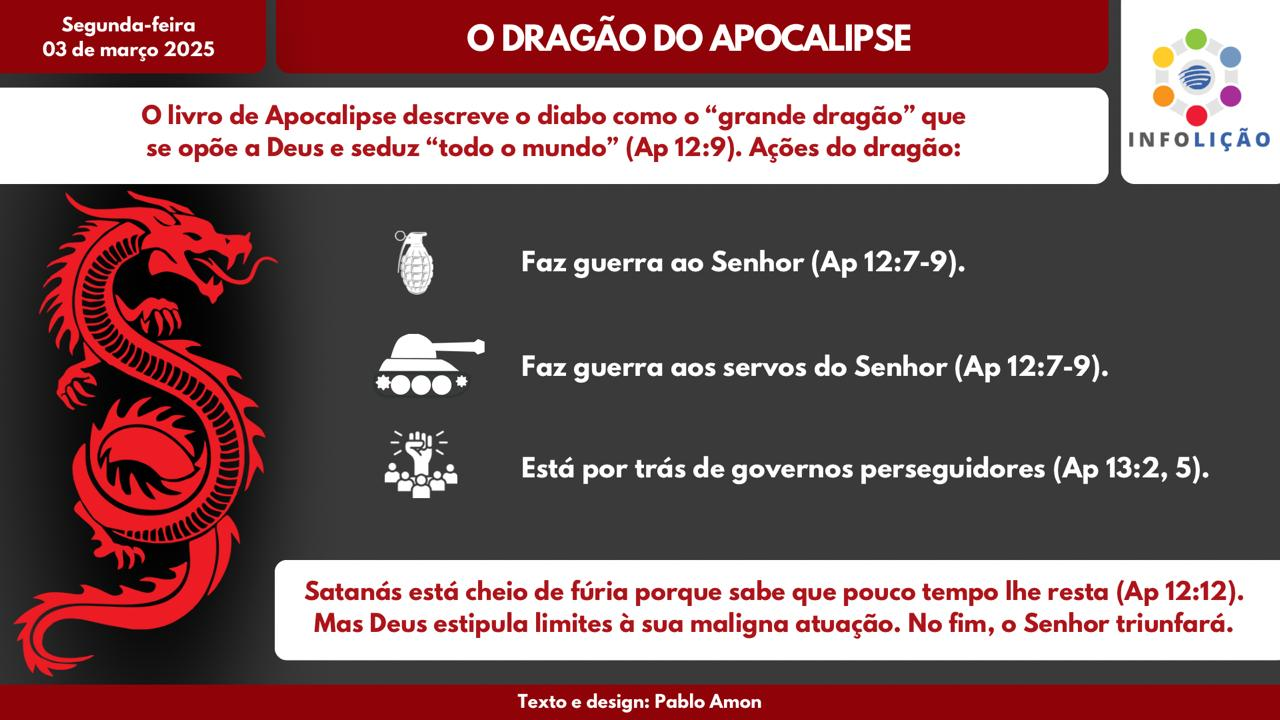 Segunda-feira
03 de março 2025
O DRAGÃO DO APOCALIPSE
INFOLIÇÃO
O livro de Apocalipse descreve o diabo como o “grande dragão” que
se opõe a Deus e seduz “todo o mundo” (Ap 12:9). Ações do dragão:
Faz guerra ao Senhor (Ap 12:7-9).
Faz guerra aos servos do Senhor (Ap 12:7-9).
Está por trás de governos perseguidores (Ap 13:2, 5).
Satanás está cheio de fúria porque sabe que pouco tempo lhe resta (Ap 12:12).
Mas Deus estipula limites à sua maligna atuação. No fim, o Senhor triunfará.
Texto e design: Pablo Amon